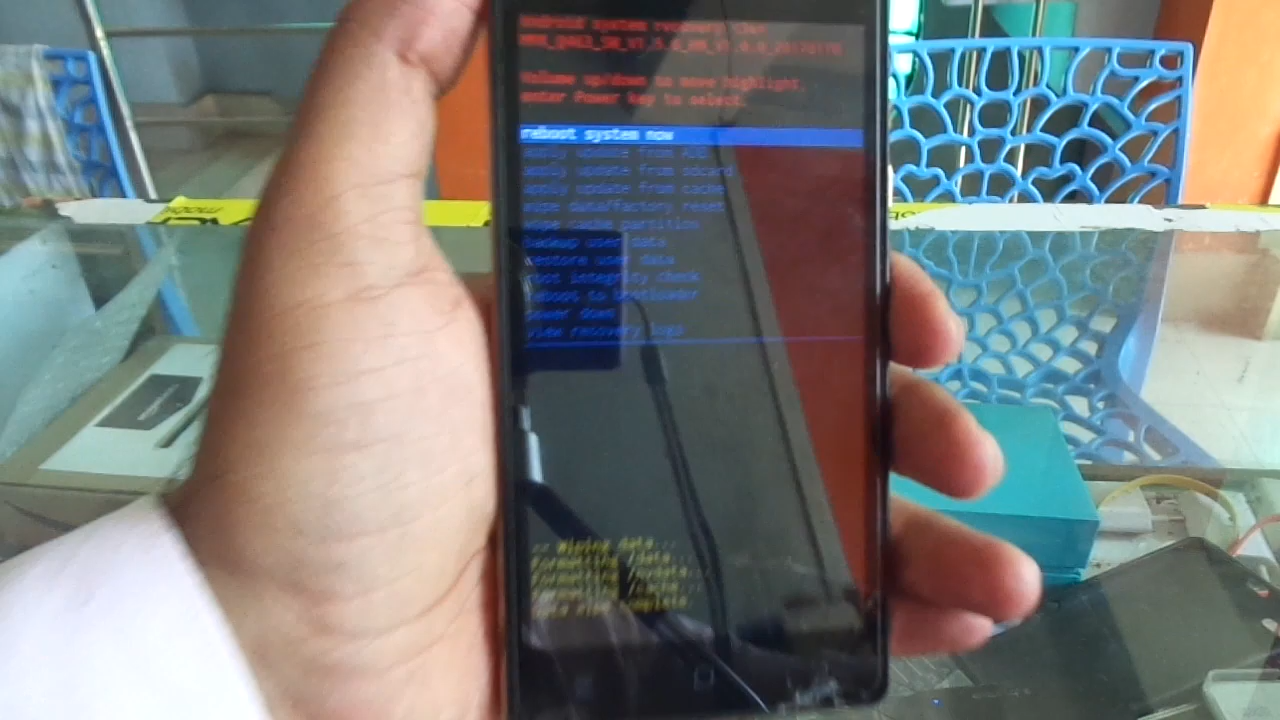 Android system recovery <3e>
Volume up/down to move highlight;
enter Power key to select.
reboot system now
apply update from ADB
apply update from sdcard
apply update from cache
wipe data/factory reset
wipe cache partition
backup user data
restore user data
root integrity check
reboot to bootloader
power down
view recovery logs
-- Wiping data...
Formatting /data...
Formatting
Formatting
Data wipe complete.